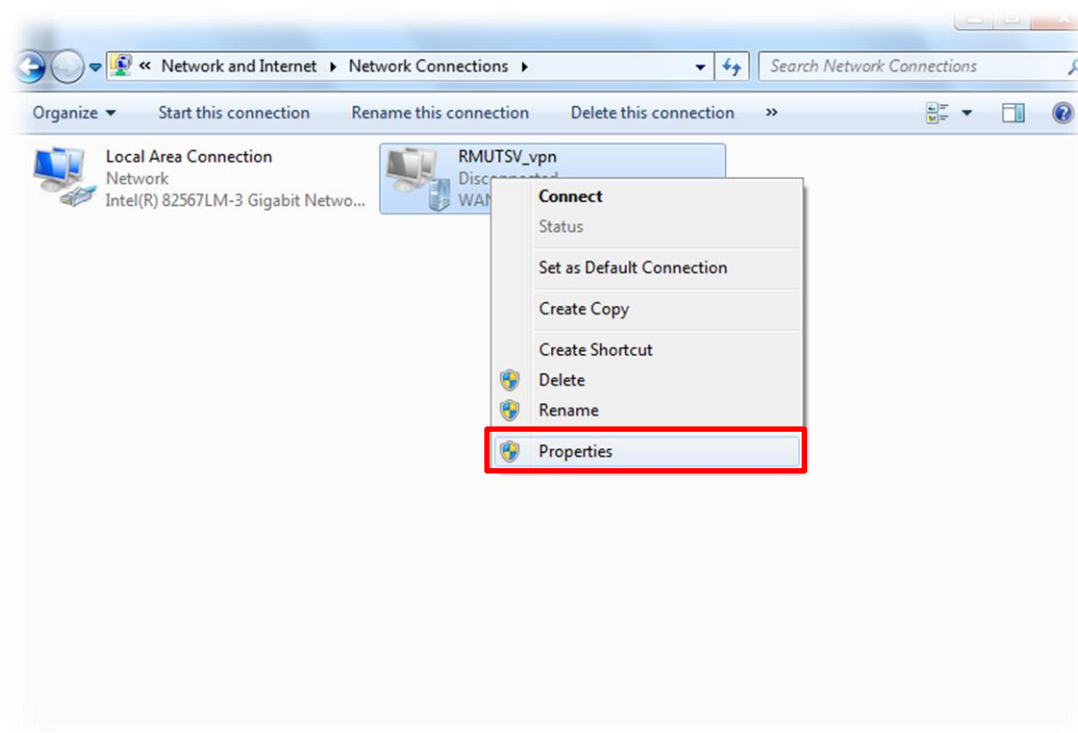 « Network and Internet Network Connections
Search Network Connections
Organize Start this connection Rename this connection Delete this connection »
Local Area Connection
Network
Intel(R) 82567LM-3 Gigabit Netwo...
RMUTSV_vpn
Disconnected
Connect
Status
Set as Default Connection
Create Copy
Create Shortcut
Delete
Rename
Properties